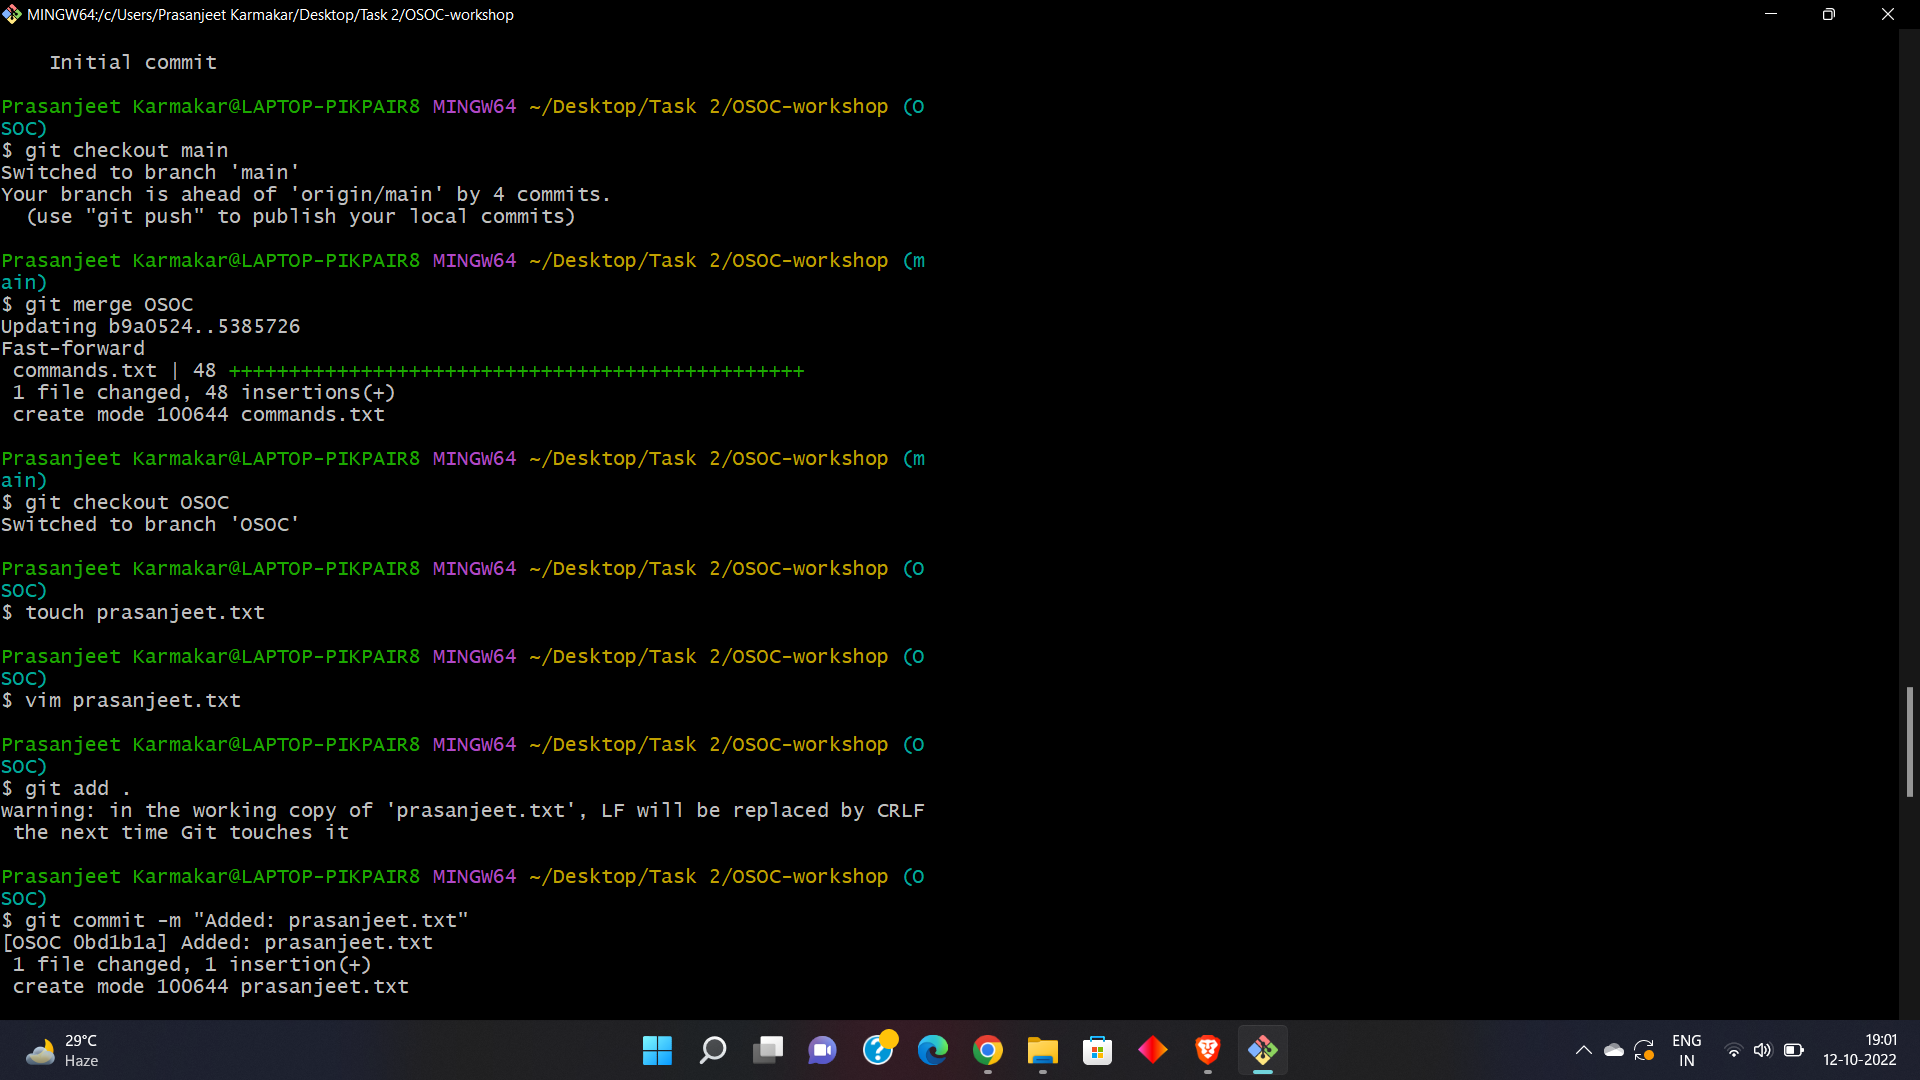 MINGW64:/c/Users/Prasanjeet Karmakar/Desktop/Task 2/OSOC-workshop
Initial commit
Prasanjeet Karmakar@LAPTOP-PIKPAIR8 MINGW64 ~/Desktop/Task 2/OSOC-workshop (O
SOC)
$ git checkout main
Switched to branch 'main'
Your branch is ahead of 'origin/main' by 4 commits.
(use "git push" to publish your local commits)
Prasanjeet Karmakar@LAPTOP-PIKPAIR8 MINGW64 ~/Desktop/Task 2/OSOC-workshop (m
ain)
$ git merge OSOC
Updating b9a0524..5385726
Fast-forward
commands.txt | 48 ++++++++++++++++++++++++++++++++++++++++++++++++
1 file changed, 48 insertions(+)
create mode 100644 commands.txt
Prasanjeet Karmakar@LAPTOP-PIKPAIR8 MINGW64 ~/Desktop/Task 2/OSOC-workshop (m
ain)
$ git checkout OSOC
Switched to branch 'OSOC'
Prasanjeet Karmakar@LAPTOP-PIKPAIR8 MINGW64 ~/Desktop/Task 2/OSOC-workshop (O
SOC)
$ touch prasanjeet.txt
Prasanjeet Karmakar@LAPTOP-PIKPAIR8 MINGW64 ~/Desktop/Task 2/OSOC-workshop (O
SOC)
$ vim prasanjeet.txt
Prasanjeet Karmakar@LAPTOP-PIKPAIR8 MINGW64 ~/Desktop/Task 2/OSOC-workshop (O
SOC)
$ git add .
warning: in the working copy of 'prasanjeet.txt', LF will be replaced by CRLF
the next time Git touches it
Prasanjeet Karmakar@LAPTOP-PIKPAIR8 MINGW64 ~/Desktop/Task 2/OSOC-workshop (O
SOC)
$ git commit -m "Added: prasanjeet.txt"
[OSOC 0bd1b1a] Added: prasanjeet.txt
1 file changed, 1 insertion(+)
create mode 100644 prasanjeet.txt
29°C
Haze
ENG
IN
19:01
12-10-2022